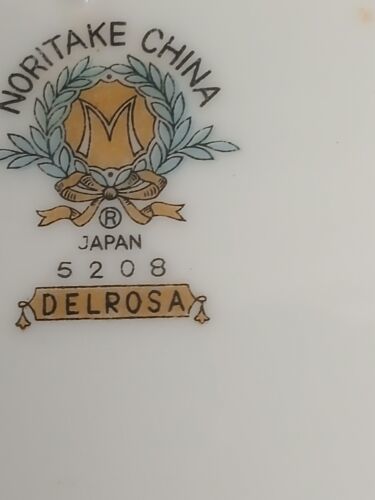 NORITAKE CHINA
M
®
JAPAN
5208
DELROSA